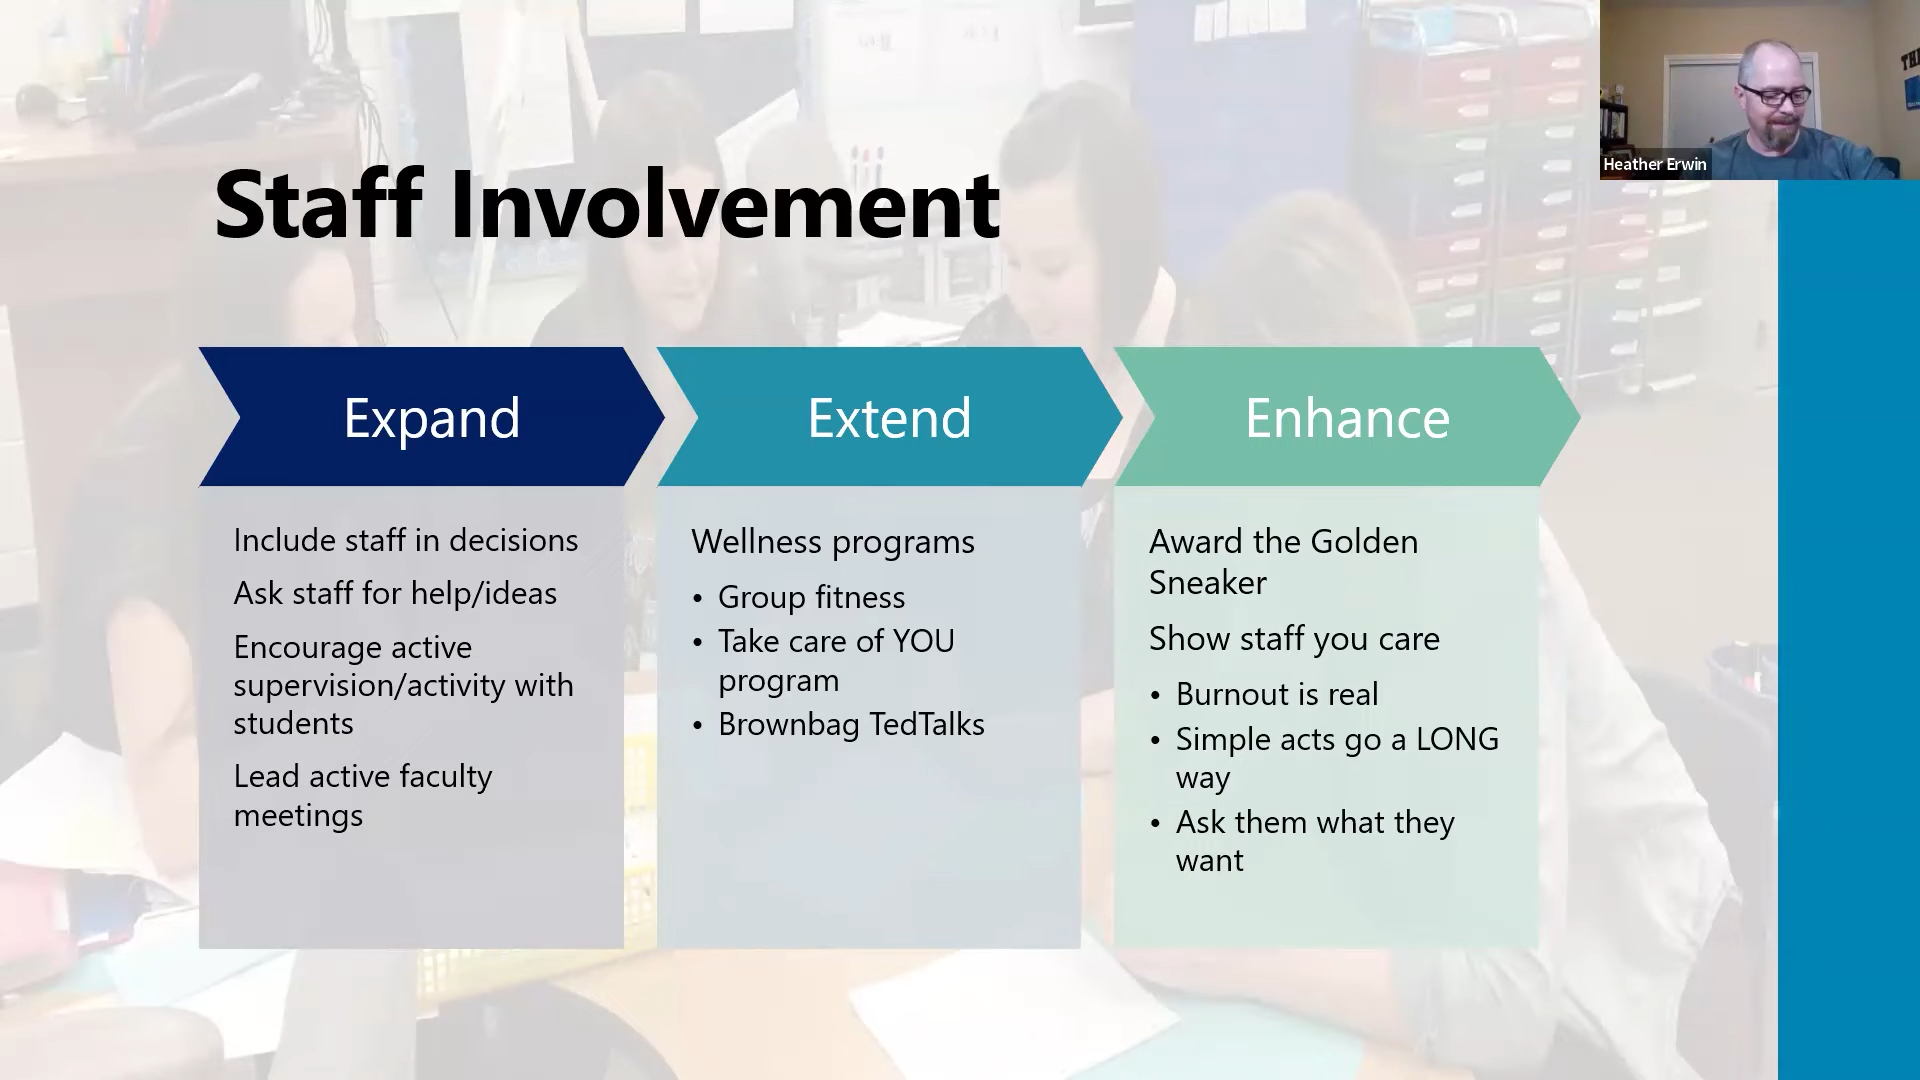 Staff Involvement
Heather Erwin
Expand
Include staff in decisions
Ask staff for help/ideas
Encourage active
supervision/activity with
students
Lead active faculty
meetings
Extend
Wellness programs
• Group fitness
• Take care of YOU
program
• Brownbag TedTalks
Enhance
Award the Golden
Sneaker
Show staff you care
• Burnout is real
• Simple acts go a LONG
way
• Ask them what they
want